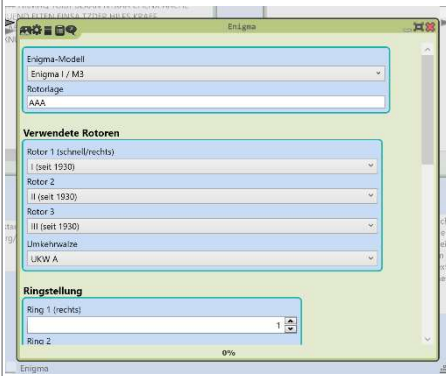 Enigma
Enigma-Modell
Enigma I / M3
Rotorlage
AAA
Verwendete Rotoren
Rotor 1 (schnell/rechts)
I (seit 1930)
Rotor 2
II (seit 1930)
Rotor 3
III (seit 1930)
Umkehrwalze
UKW A
Ringstellung
Ring 1 (rechts)
1
Ring 2
0%
Enigma